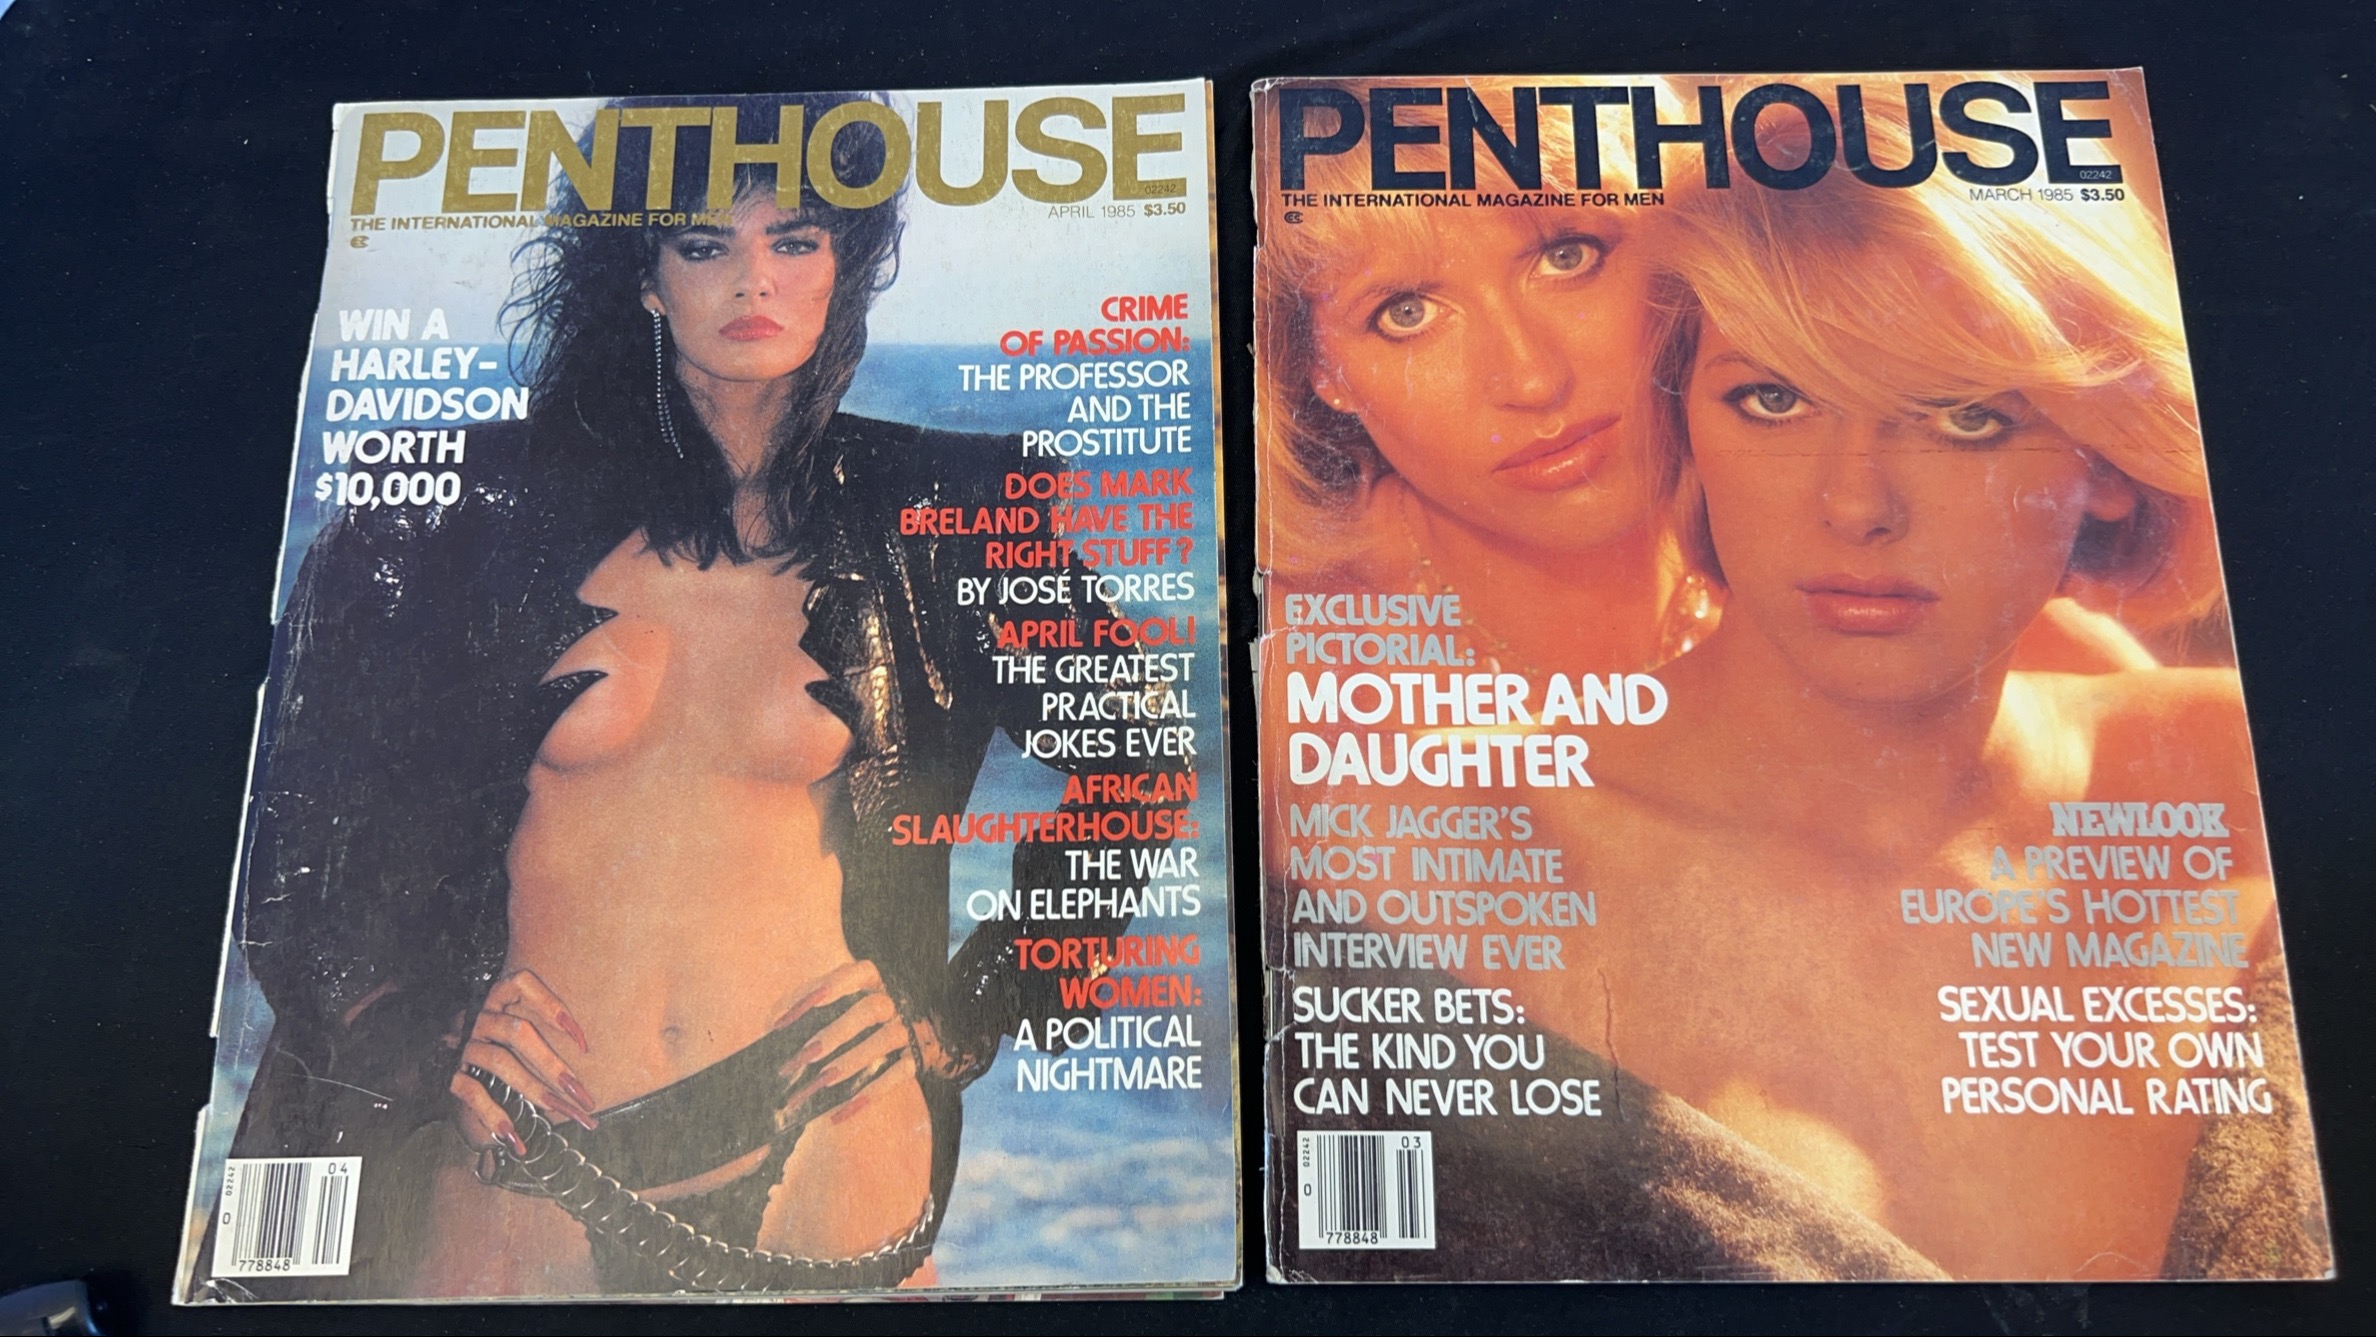 PENTHOUSE
02242
THE INTERNATIONAL MAGAZINE FOR MEN
APRIL 1985 $3.50
WIN A
HARLEY-
DAVIDSON
WORTH
$10,000
CRIME
OF PASSION:
THE PROFESSOR
AND THE
PROSTITUTE
DOES MARK
BRELAND HAVE THE
RIGHT STUFF?
BY JOSÉ TORRES
APRIL FOOL!
THE GREATEST
PRACTICAL
JOKES EVER
AFRICAN
SLAUGHTERHOUSE:
THE WAR
ON ELEPHANTS
TORTURING
WOMEN:
A POLITICAL
NIGHTMARE
04
02242
0
778848
PENTHOUSE
02242
THE INTERNATIONAL MAGAZINE FOR MEN
MARCH 1985 $3.50
EXCLUSIVE
PICTORIAL:
MOTHER AND
DAUGHTER
MICK JAGGER'S
MOST INTIMATE
AND OUTSPOKEN
INTERVIEW EVER
SUCKER BETS:
THE KIND YOU
CAN NEVER LOSE
NEWLOOK
A PREVIEW OF
EUROPE'S HOTTEST
NEW MAGAZINE
SEXUAL EXCESSES:
TEST YOUR OWN
PERSONAL RATING
03
02242
0
778848